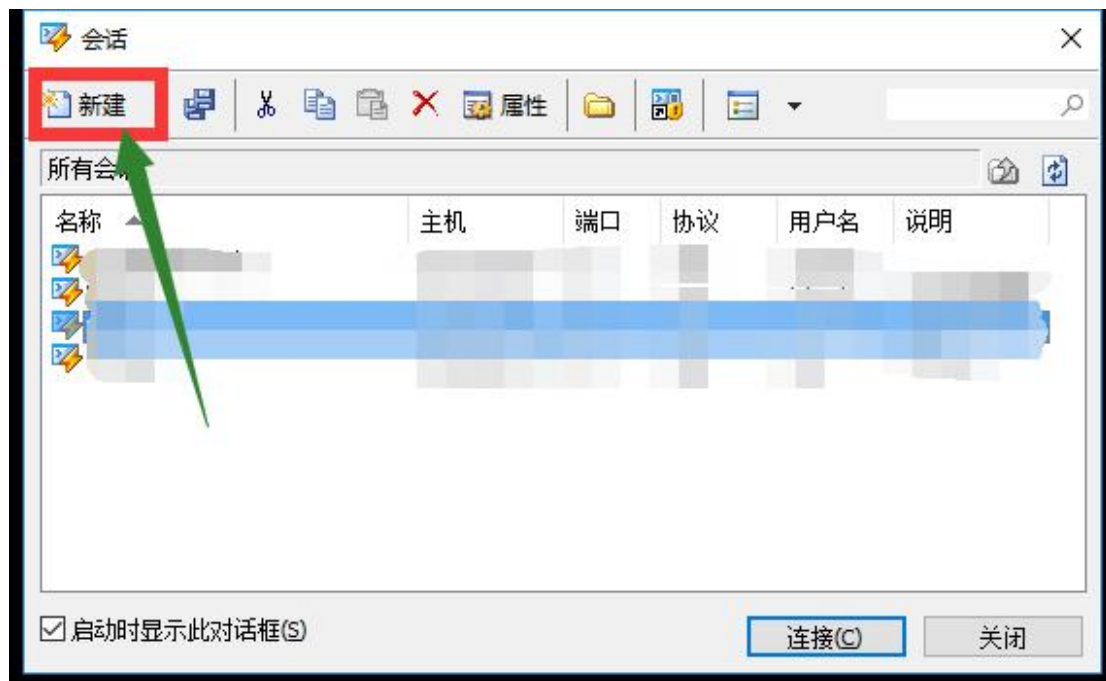 会话
新建 属性
所有会
名称 主机 端口 协议 用户名 说明
启动时显示此对话框(S)
连接(C) 关闭